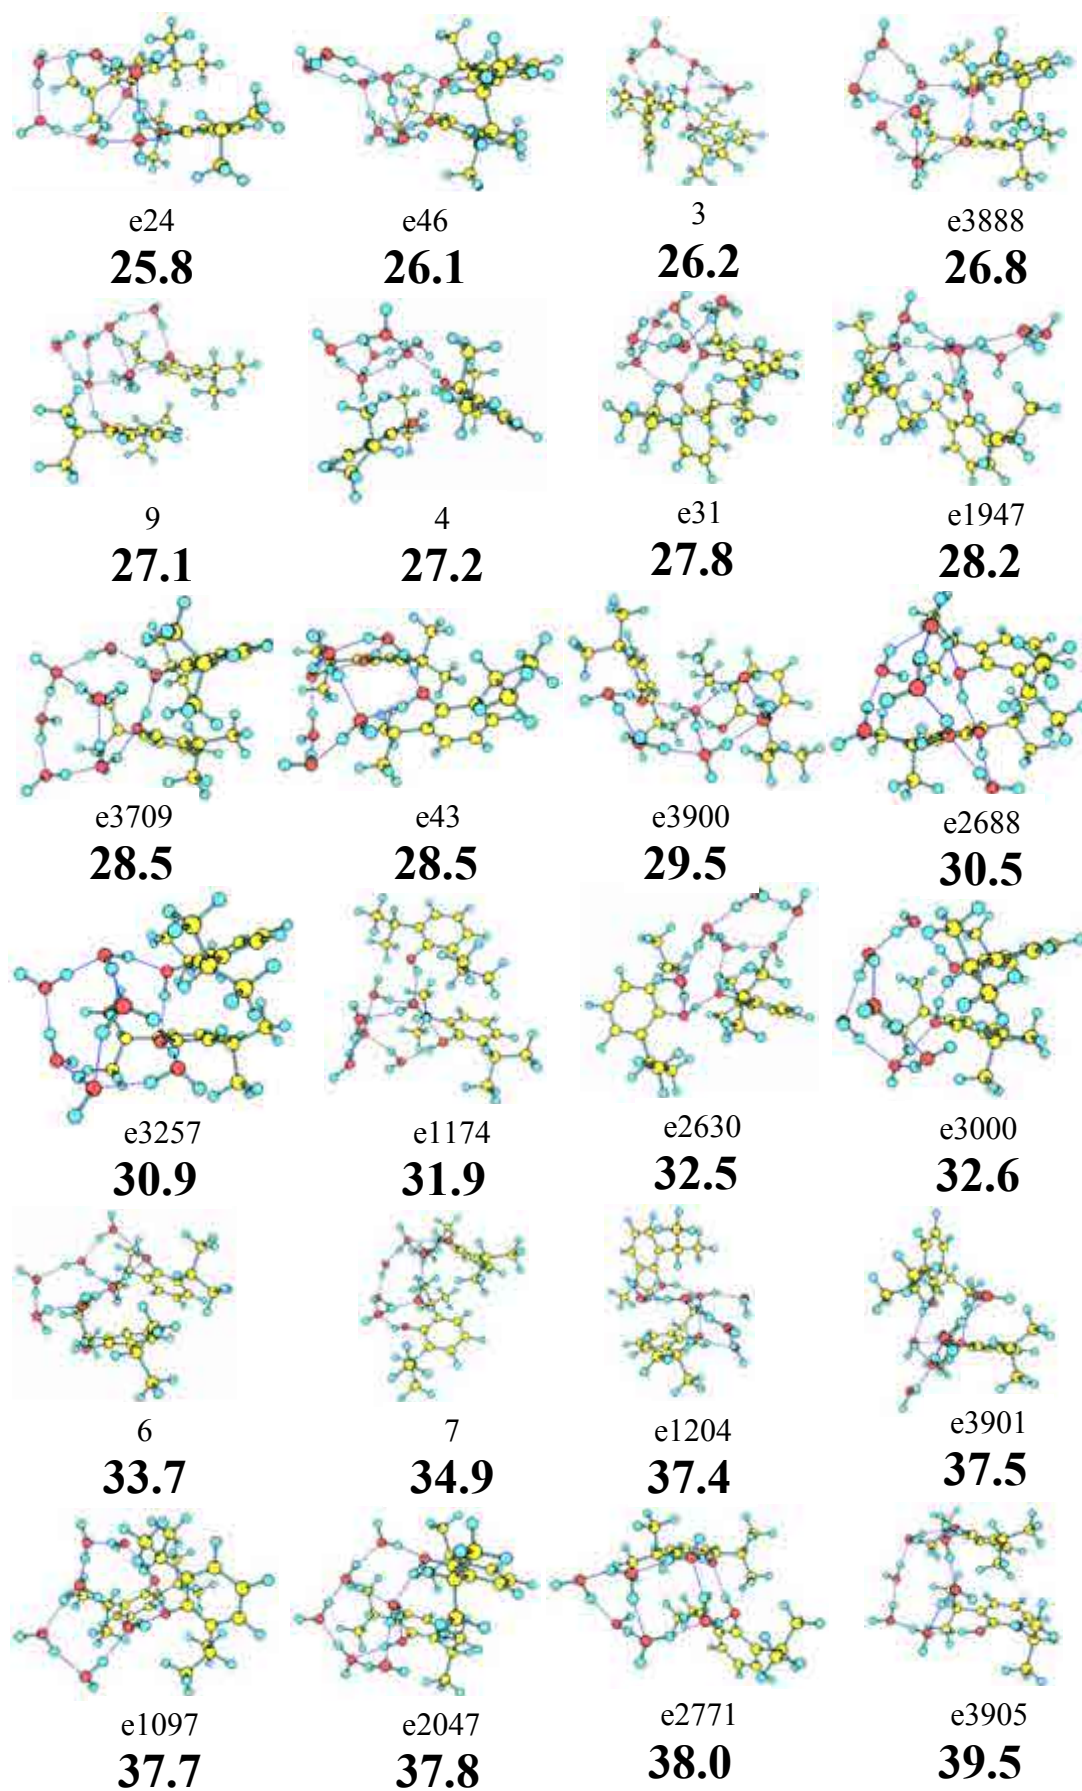 e24 e46 3 e3888
25.8 26.1 26.2 26.8
9 4 e31 e1947
27.1 27.2 27.8 28.2
e3709 e43 e3900 e2688
28.5 28.5 29.5 30.5
e3257 e1174 e2630 e3000
30.9 31.9 32.5 32.6
6 7 e1204 e3901
33.7 34.9 37.4 37.5
e1097 e2047 e2771 e3905
37.7 37.8 38.0 39.5